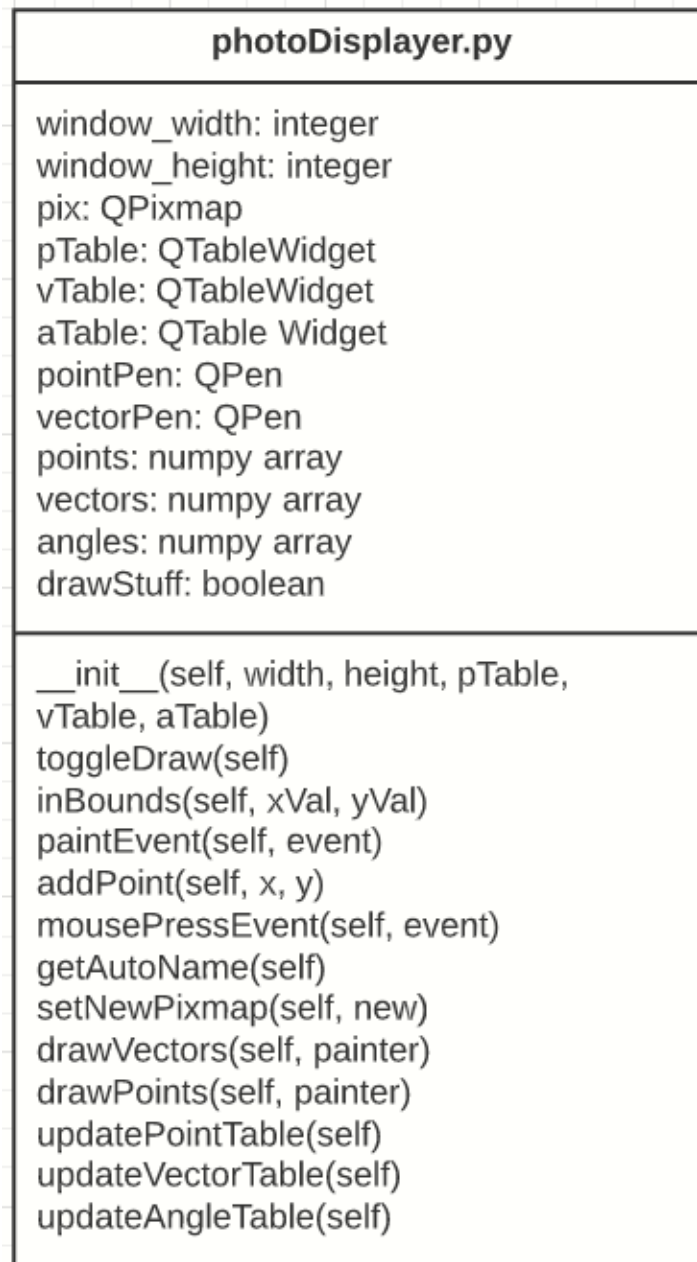 photoDisplayer.py
window_width: integer
window_height: integer
pix: QPixmap
pTable: QTableWidget
vTable: QTableWidget
aTable: QTable Widget
pointPen: QPen
vectorPen: QPen
points: numpy array
vectors: numpy array
angles: numpy array
drawStuff: boolean
__init__(self, width, height, pTable,
vTable, aTable)
toggleDraw(self)
inBounds(self, xVal, yVal)
paintEvent(self, event)
addPoint(self, x, y)
mousePressEvent(self, event)
getAutoName(self)
setNewPixmap(self, new)
drawVectors(self, painter)
drawPoints(self, painter)
updatePointTable(self)
updateVectorTable(self)
updateAngleTable(self)